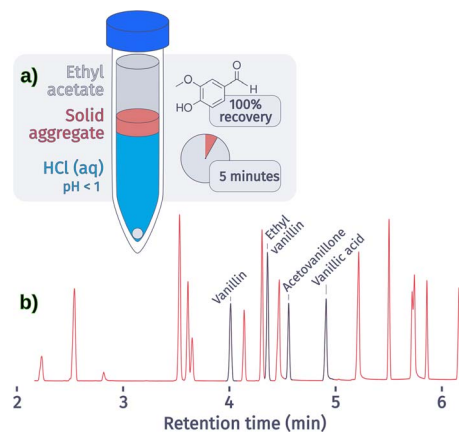 a)
Ethyl
acetate
Solid
aggregate
HCl (aq)
pH < 1
O
H
O
HO
100%
recovery
5 minutes
b)
Vanillin
Ethyl
vanillin
Acetovanillone
Vanillic acid
2 3 4 5 6
Retention time (min)